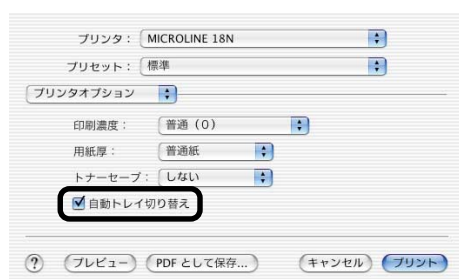 プリンタ： MICROLINE 18N
プリセット： 標準
プリンタオプション
印刷濃度： 普通（0）
用紙厚： 普通紙
トナーセーブ： しない
自動トレイ切り替え
? プレビュー PDF として保存... キャンセル プリント